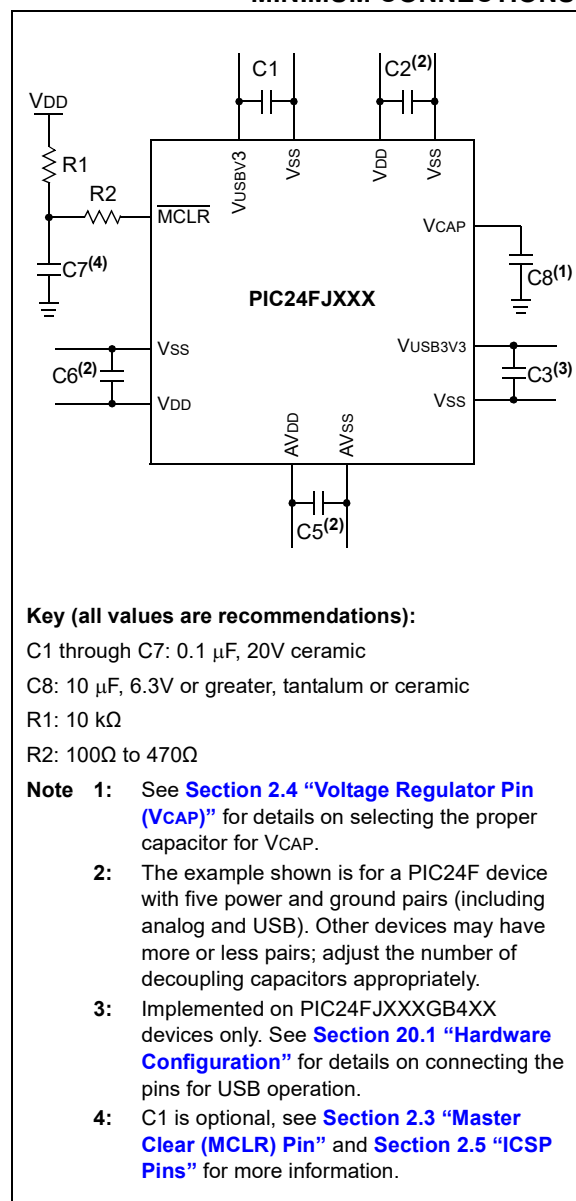 C1
C2(2)
VDD
R1
R2
C7(4)
VUSBV3
VSS
VDD
VSS
MCLR
VCAP
C8(1)
PIC24FJXXX
VSS
C6(2)
VDD
VUSB3V3
C3(3)
VSS
AVDD
AVSS
C5(2)
Key (all values are recommendations):
C1 through C7: 0.1 μF, 20V ceramic
C8: 10 μF, 6.3V or greater, tantalum or ceramic
R1: 10 kΩ
R2: 100Ω to 470Ω
Note 1: See Section 2.4 “Voltage Regulator Pin
(VCAP)” for details on selecting the proper
capacitor for VCAP.
2: The example shown is for a PIC24F device
with five power and ground pairs (including
analog and USB). Other devices may have
more or less pairs; adjust the number of
decoupling capacitors appropriately.
3: Implemented on PIC24FJXXXGB4XX
devices only. See Section 20.1 “Hardware
Configuration” for details on connecting the
pins for USB operation.
4: C1 is optional, see Section 2.3 “Master
Clear (MCLR) Pin” and Section 2.5 “ICSP
Pins” for more information.